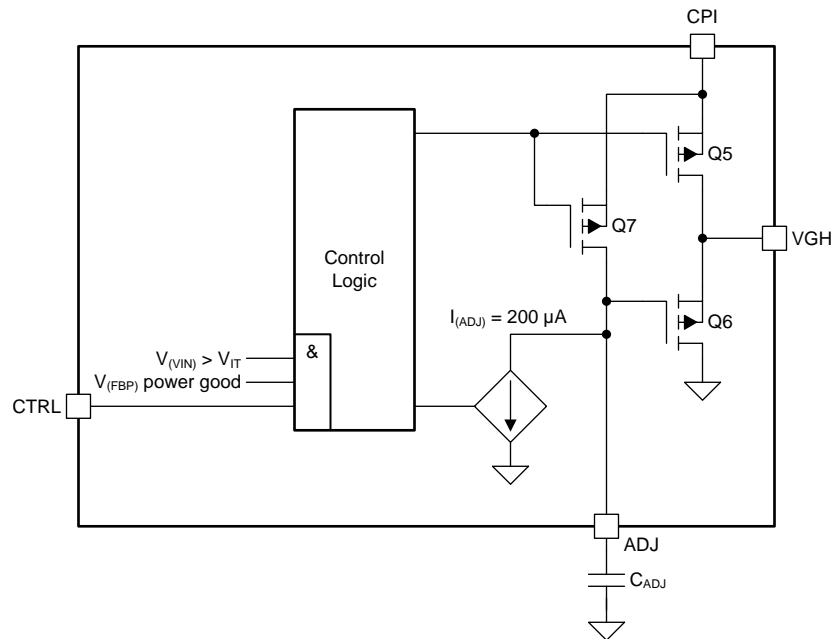 CPI
Q5
Q7
VGH
Control
Logic
I(ADJ) = 200 µA
Q6
&
V(VIN) > VIT
V(FBP) power good
CTRL
ADJ
CADJ